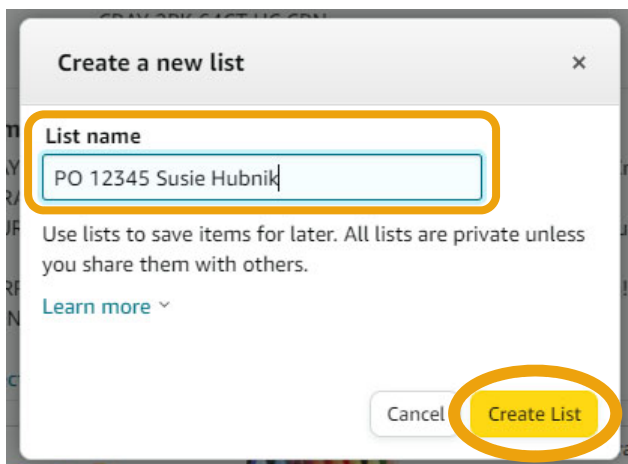 Create a new list
×
List name
PO 12345 Susie Hubnik
Use lists to save items for later. All lists are private unless
you share them with others.
Learn more
Cancel
Create List